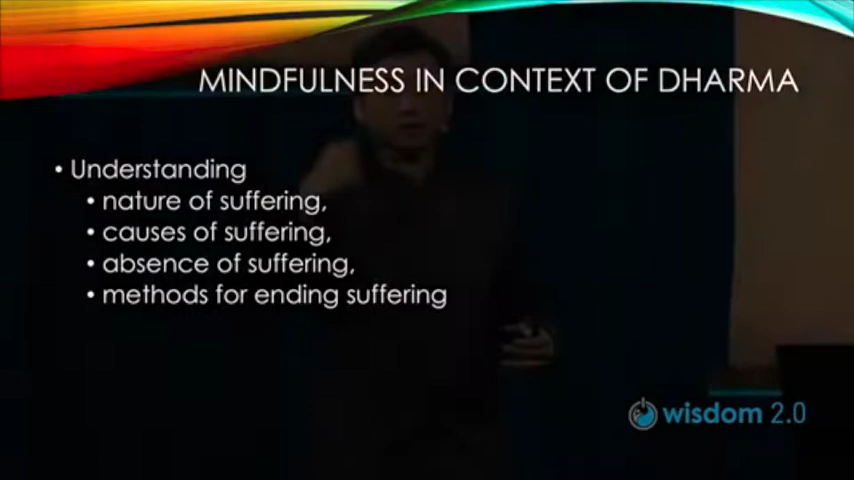 MINDFULNESS IN CONTEXT OF DHARMA
• Understanding
• nature of suffering,
• causes of suffering,
• absence of suffering,
• methods for ending suffering
wisdom 2.0